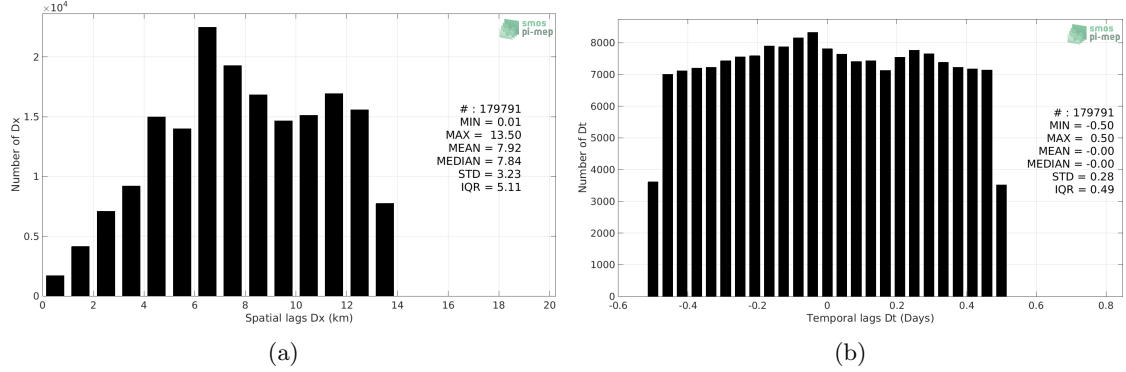 ×10⁴
2
1.5
1
0.5
0
Number of Dx
0 2 4 6 8 10 12 14 16 18 20
Spatial lags Dx (km)
smos
pi-mep
# : 179791
MIN = 0.01
MAX = 13.50
MEAN = 7.92
MEDIAN = 7.84
STD = 3.23
IQR = 5.11
(a)
8000
7000
6000
5000
4000
3000
2000
1000
0
Number of Dt
-0.6 -0.4 -0.2 0 0.2 0.4 0.6 0.8
Temporal lags Dt (Days)
smos
pi-mep
# : 179791
MIN = -0.50
MAX = 0.50
MEAN = -0.00
MEDIAN = -0.00
STD = 0.28
IQR = 0.49
(b)